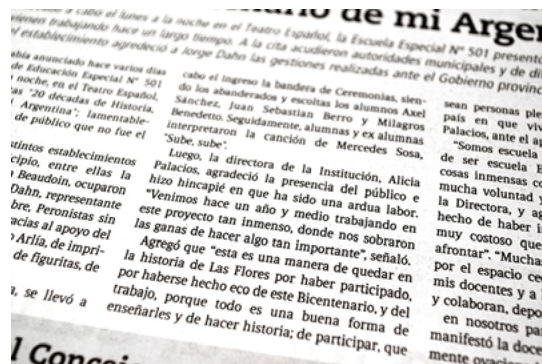 nario de mi Argen
a cabo el lunes a la noche en el Teatro Español, la Escuela Especial N° 501 presentó
vienen trabajando hace un largo tiempo. A la cita acudieron autoridades municipales y de di
el establecimiento agradeció a Jorge Dahn las gestiones realizadas ante el Gobierno provinc
bía anunciado hace varios días
de Educación Especial N° 501
noche, en el Teatro Español,
as "20 décadas de Historia,
Argentina"; lamentable-
de público que no fue el
stintos establecimientos
cipio, entre ellas la
Beaudoin, ocuparon
Dahn, representante
bre, Peronistas sin
acias al apoyo del
Arlía, de impri-
de figuritas, de
a, se llevó a
cabo el ingreso la bandera de Ceremonias, sien-
do los abanderados y escoltas los alumnos Axel
Sánchez, Juan Sebastian Berro y Milagros
Benedetto. Seguidamente, alumnas y ex alumnas
interpretaron la canción de Mercedes Sosa,
"Sube, sube".
Luego, la directora de la Institución, Alicia
Palacios, agradeció la presencia del público e
hizo hincapié en que ha sido una ardua labor.
"Venimos hace un año y medio trabajando en
este proyecto tan inmenso, donde nos sobraron
las ganas de hacer algo tan importante", señaló.
Agregó que "esta es una manera de quedar en
la historia de Las Flores por haber participado,
por haberse hecho eco de este Bicentenario, y del
trabajo, porque todo es una buena forma de
enseñarles y de hacer historia; de participar, que
sean personas ple
país en que viv
Palacios, ante el ap
"Somos escuela
de ser escuela E
cosas inmensas co
mucha voluntad y
la Directora, y ag
hecho de haber i
muy costoso que
afrontar". "Mucha
por el espacio ce
mis docentes y a l
y colaboran, depo
en nosotros pa
manifestó la doce
mente ovacion
l Concej